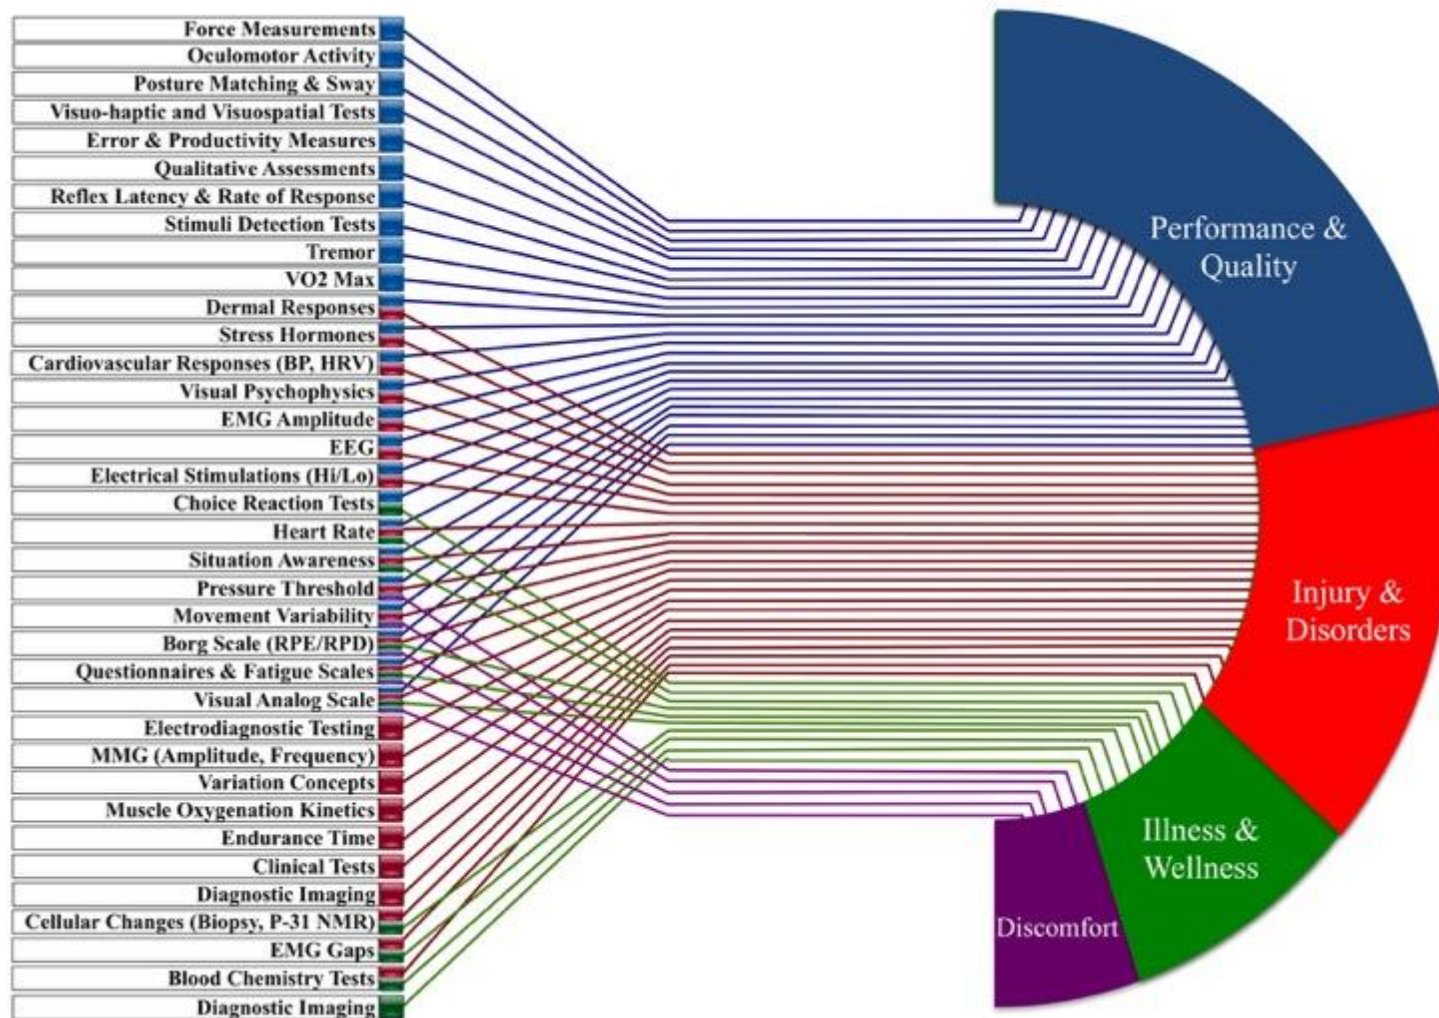 Force Measurements
Oculomotor Activity
Posture Matching & Sway
Visuo-haptic and Visuospatial Tests
Error & Productivity Measures
Qualitative Assessments
Reflex Latency & Rate of Response
Stimuli Detection Tests
Tremor
VO2 Max
Dermal Responses
Stress Hormones
Cardiovascular Responses (BP, HRV)
Visual Psychophysics
EMG Amplitude
EEG
Electrical Stimulations (Hi/Lo)
Choice Reaction Tests
Heart Rate
Situation Awareness
Pressure Threshold
Movement Variability
Borg Scale (RPE/RPD)
Questionnaires & Fatigue Scales
Visual Analog Scale
Electrodiagnostic Testing
MMG (Amplitude, Frequency)
Variation Concepts
Muscle Oxygenation Kinetics
Endurance Time
Clinical Tests
Diagnostic Imaging
Cellular Changes (Biopsy, P-31 NMR)
EMG Gaps
Blood Chemistry Tests
Diagnostic Imaging
Performance &
Quality
Injury &
Disorders
Illness &
Wellness
Discomfort